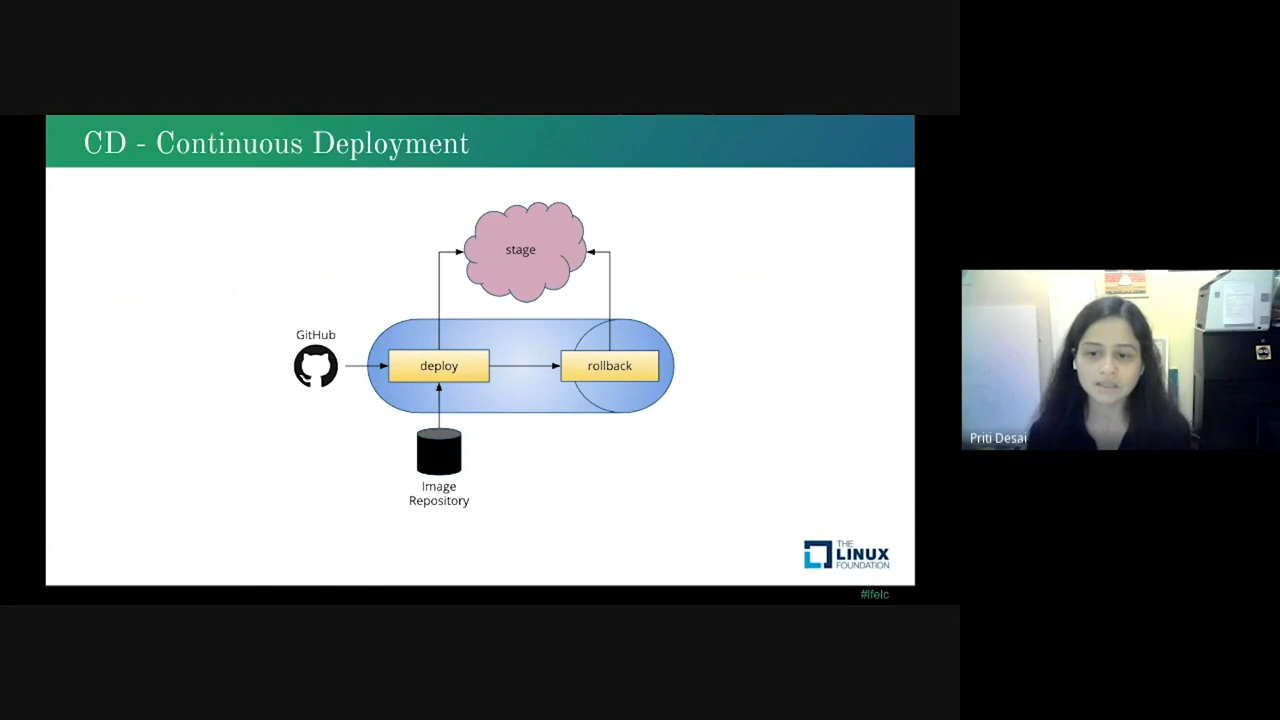 CD - Continuous Deployment
stage
GitHub
deploy
rollback
Image
Repository
THE
LINUX
FOUNDATION
#lfelc
Priti Desai